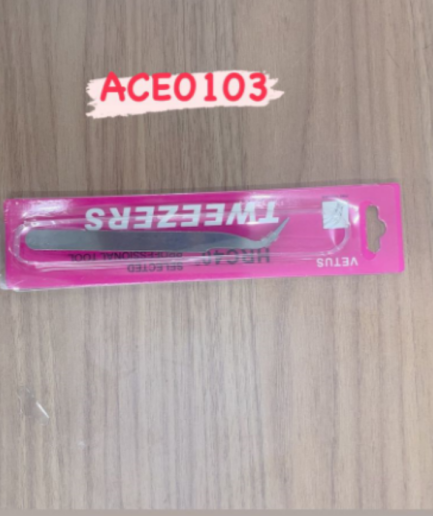 ACE0103
TWEEZERS
SELECTED
PROFESSIONAL TOOL
VETUS